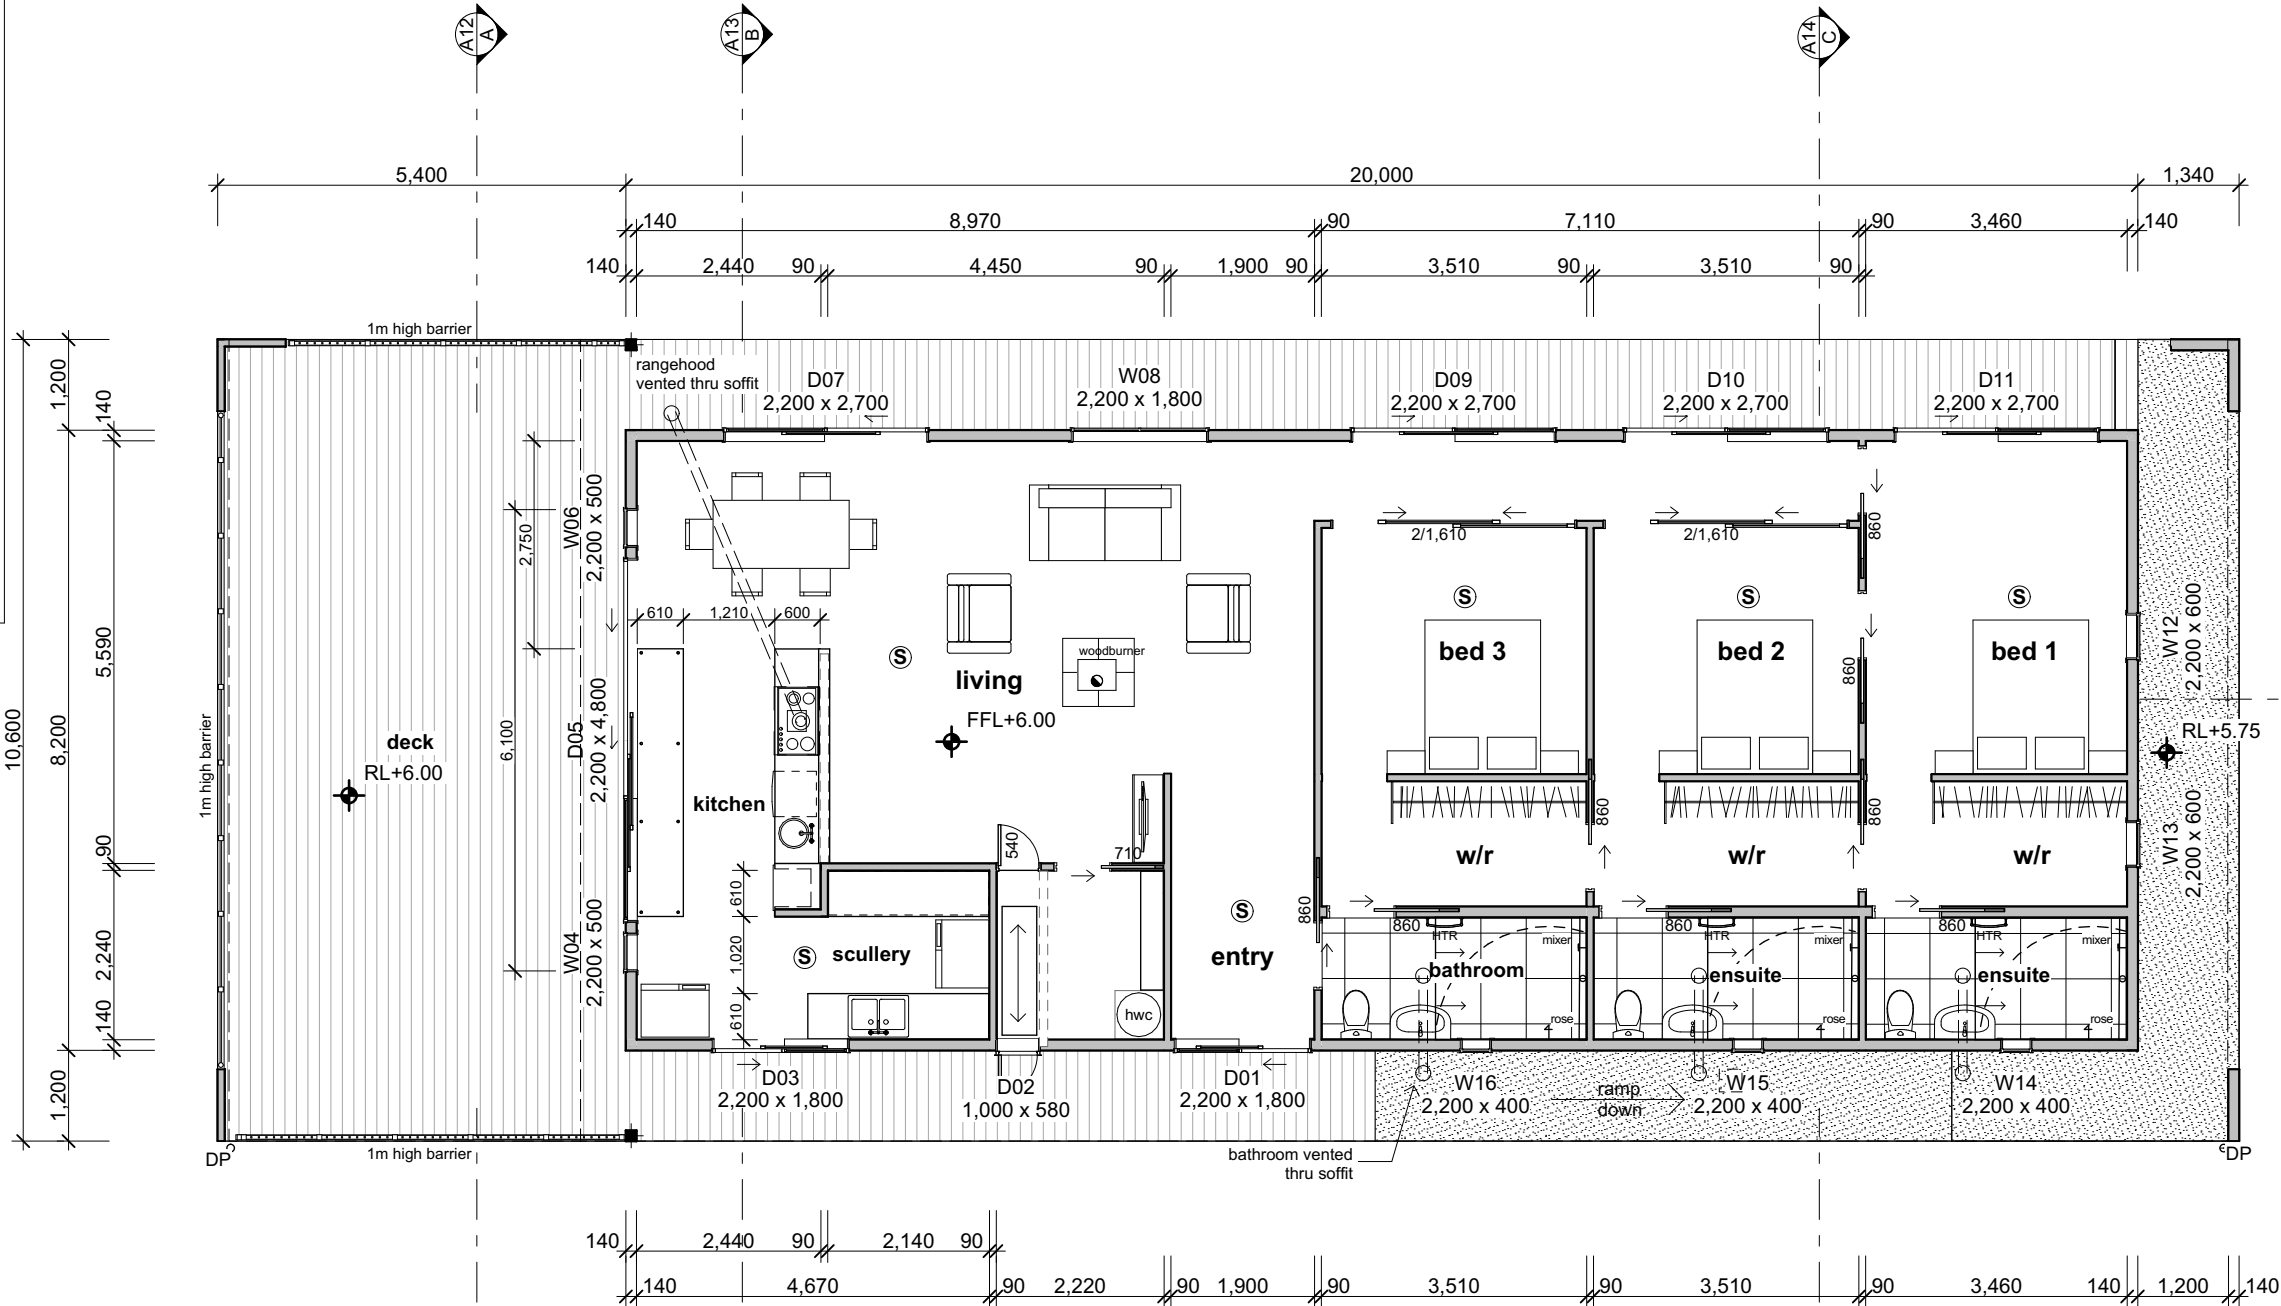 A12
A
A13
B
A14
C
5,400
20,000
1,340
140
8,970
90
7,110
90
3,460
140
140
2,440
90
4,450
90
1,900
90
3,510
90
3,510
90
1m high barrier
rangehood
vented thru soffit
D07
2,200 x 2,700
W08
2,200 x 1,800
D09
2,200 x 2,700
D10
2,200 x 2,700
D11
2,200 x 2,700
10,600
1,200
8,200
1,200
140
5,590
90
2,240
140
2,750
6,100
W06
2,200 x 500
D05
2,200 x 4,800
W04
2,200 x 500
1m high barrier
deck
RL+6.00
610
1,210
600
kitchen
S
living
FFL+6.00
woodburner
2/1,610
2/1,610
860
S
S
S
bed 3
bed 2
bed 1
860
W12
2,200 x 600
RL+5.75
W13
2,200 x 600
860
860
w/r
w/r
w/r
540
710
610
1,020
610
S
scullery
hwc
S
entry
860
860
HTR
mixer
bathroom
rose
860
HTR
mixer
ensuite
rose
860
HTR
mixer
ensuite
rose
D03
2,200 x 1,800
D02
1,000 x 580
D01
2,200 x 1,800
W16
2,200 x 400
ramp
down
W15
2,200 x 400
W14
2,200 x 400
DP
1m high barrier
bathroom vented
thru soffit
DP
140
2,440
90
2,140
90
140
4,670
90
2,220
90
1,900
90
3,510
90
3,510
90
3,460
140
1,200
140